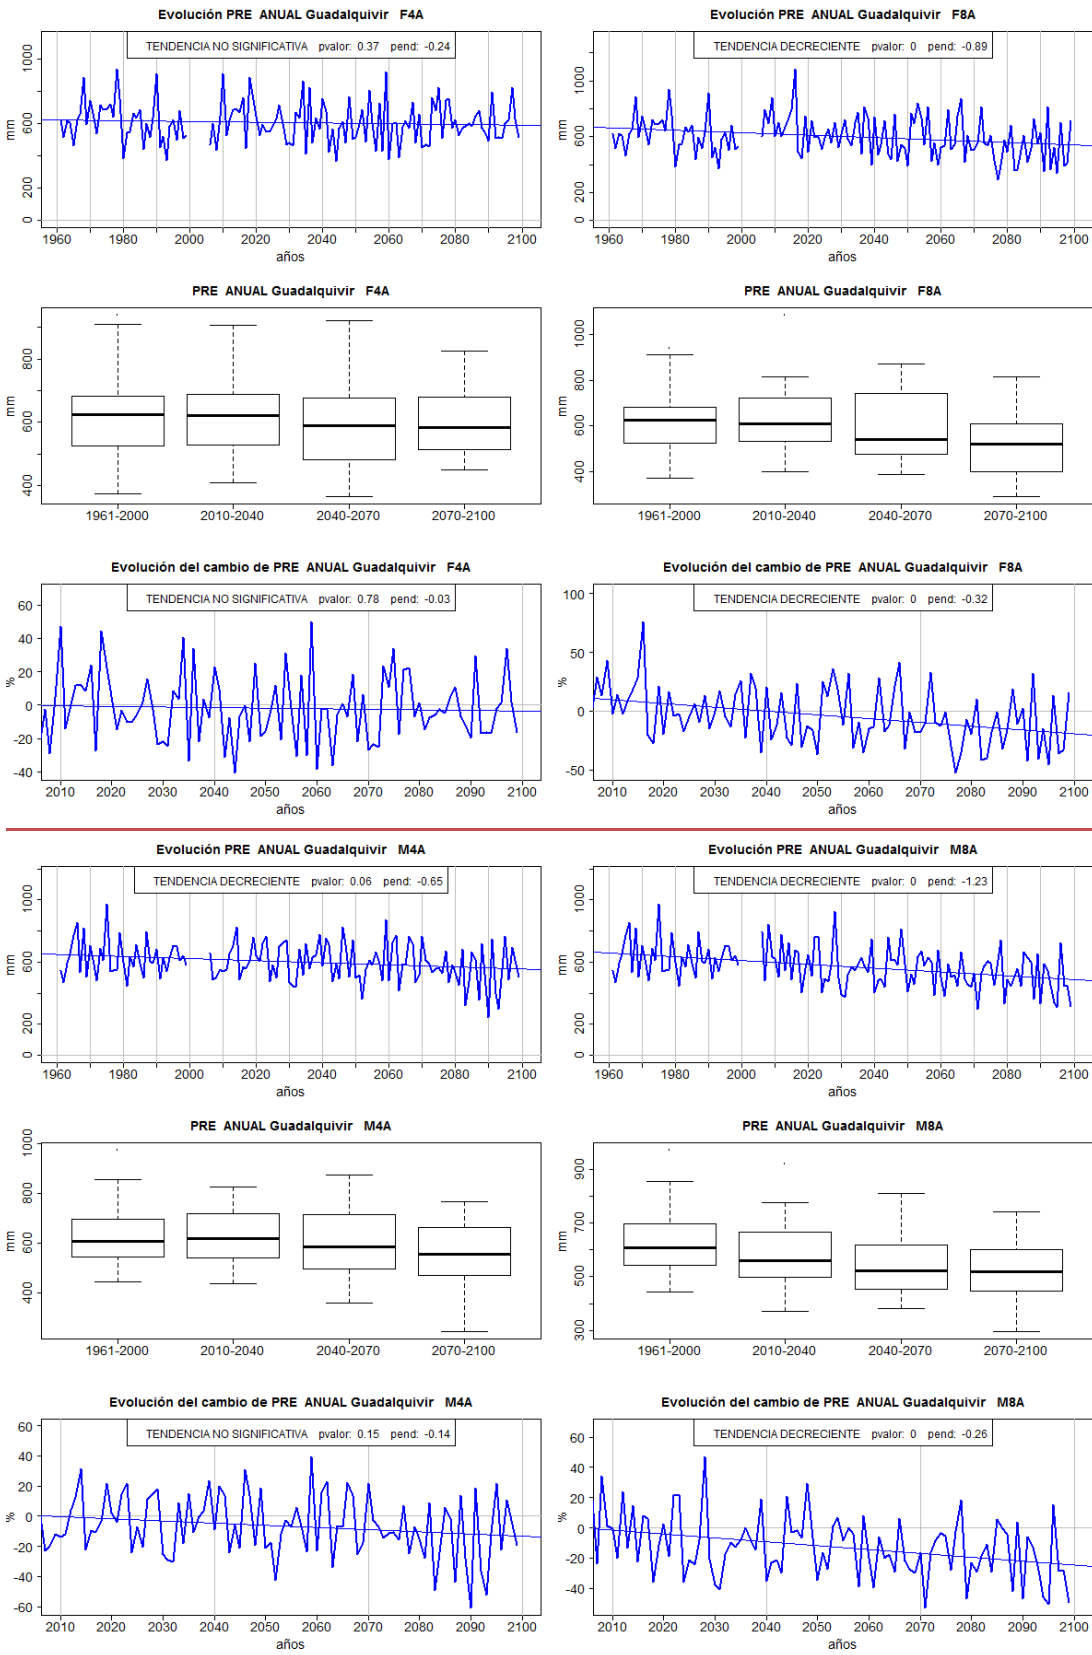 Evolución PRE ANUAL Guadalquivir F4A
TENDENCIA NO SIGNIFICATIVA pvalor: 0.37 pend: -0.24
mm
0 200 400 600 800 1000
1960 1980 2000 2020 2040 2060 2080 2100
años
Evolución PRE ANUAL Guadalquivir F8A
TENDENCIA DECRECIENTE pvalor: 0 pend: -0.89
mm
0 200 400 600 800 1000
1960 1980 2000 2020 2040 2060 2080 2100
años
PRE ANUAL Guadalquivir F4A
mm
400 600 800
1961-2000 2010-2040 2040-2070 2070-2100
PRE ANUAL Guadalquivir F8A
mm
400 600 800 1000
1961-2000 2010-2040 2040-2070 2070-2100
Evolución del cambio de PRE ANUAL Guadalquivir F4A
TENDENCIA NO SIGNIFICATIVA pvalor: 0.78 pend: -0.03
%
60
40
20
0
-20
-40
2010 2020 2030 2040 2050 2060 2070 2080 2090 2100
años
Evolución del cambio de PRE ANUAL Guadalquivir F8A
TENDENCIA DECRECIENTE pvalor: 0 pend: -0.32
%
100
50
0
-50
2010 2020 2030 2040 2050 2060 2070 2080 2090 2100
años
Evolución PRE ANUAL Guadalquivir M4A
TENDENCIA DECRECIENTE pvalor: 0.06 pend: -0.65
mm
0 200 400 600 1000
1960 1980 2000 2020 2040 2060 2080 2100
años
Evolución PRE ANUAL Guadalquivir M8A
TENDENCIA DECRECIENTE pvalor: 0 pend: -1.23
mm
0 200 400 600 1000
1960 1980 2000 2020 2040 2060 2080 2100
años
PRE ANUAL Guadalquivir M4A
mm
400 600 800 1000
1961-2000 2010-2040 2040-2070 2070-2100
PRE ANUAL Guadalquivir M8A
mm
300 500 700 900
1961-2000 2010-2040 2040-2070 2070-2100
Evolución del cambio de PRE ANUAL Guadalquivir M4A
TENDENCIA NO SIGNIFICATIVA pvalor: 0.15 pend: -0.14
%
60
40
20
0
-20
-40
-60
2010 2020 2030 2040 2050 2060 2070 2080 2090 2100
años
Evolución del cambio de PRE ANUAL Guadalquivir M8A
TENDENCIA DECRECIENTE pvalor: 0 pend: -0.26
%
60
40
20
0
-20
-40
2010 2020 2030 2040 2050 2060 2070 2080 2090 2100
años